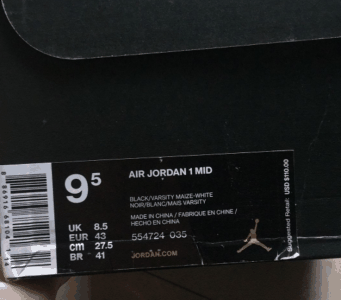 9⁵
AIR JORDAN 1 MID
BLACK/VARSITY MAIZE-WHITE
NOIR/BLANC/MAIS VARSITY
MADE IN CHINA / FABRIQUE EN CHINE /
HECHO EN CHINA
UK 8.5
EUR 43
cm 27.5
BR 41
554724 035
JORDAN.COM
Suggested Retail: USD $110.00